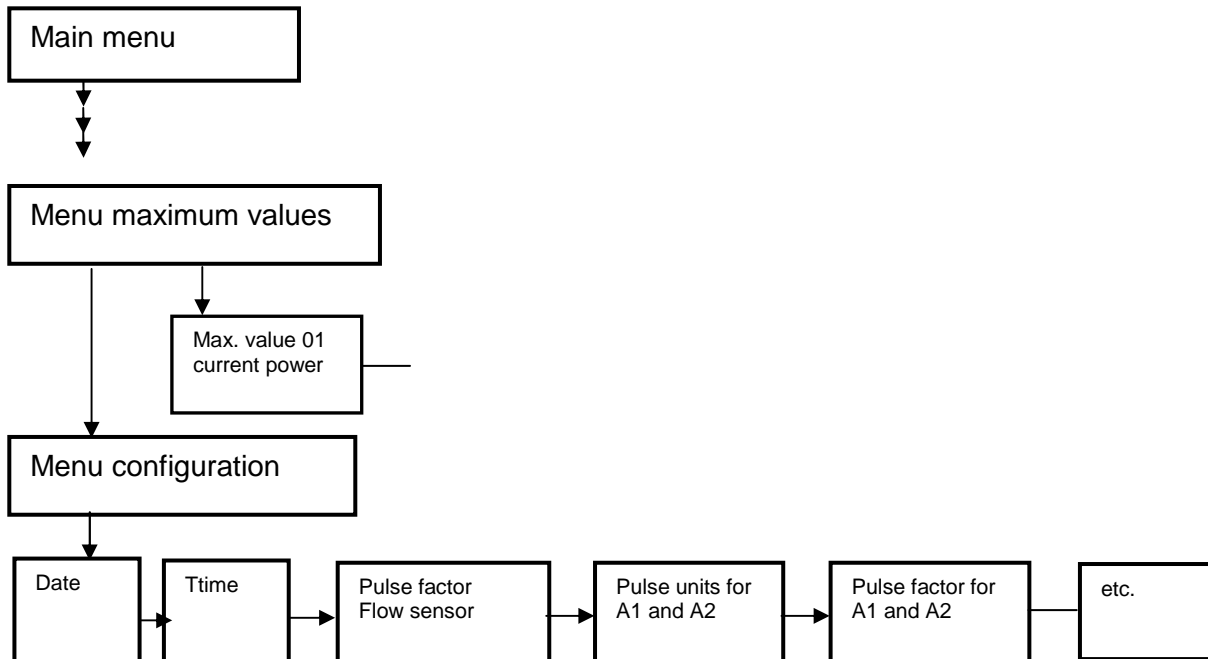 Main menu
Menu maximum values
Max. value 01
current power
Menu configuration
Date
Ttime
Pulse factor
Flow sensor
Pulse units for
A1 and A2
Pulse factor for
A1 and A2
etc.